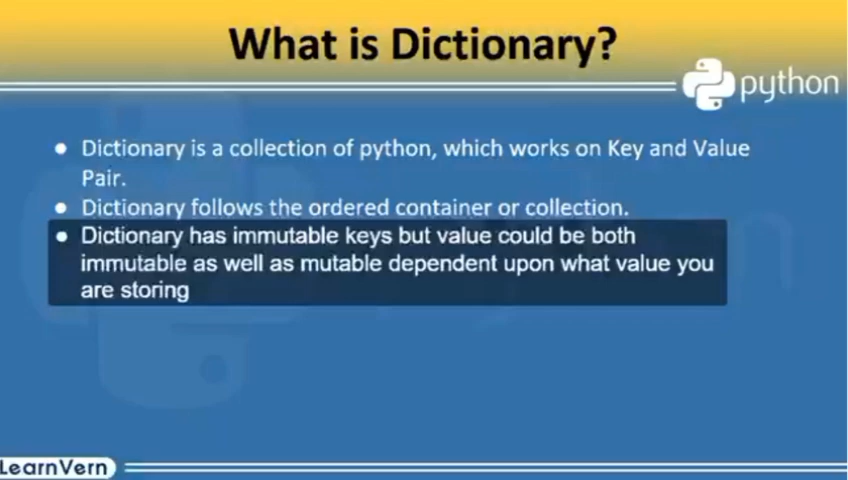 What is Dictionary?
python
● Dictionary is a collection of python, which works on Key and Value
Pair.
● Dictionary follows the ordered container or collection.
● Dictionary has immutable keys but value could be both
immutable as well as mutable dependent upon what value you
are storing
LearnVern